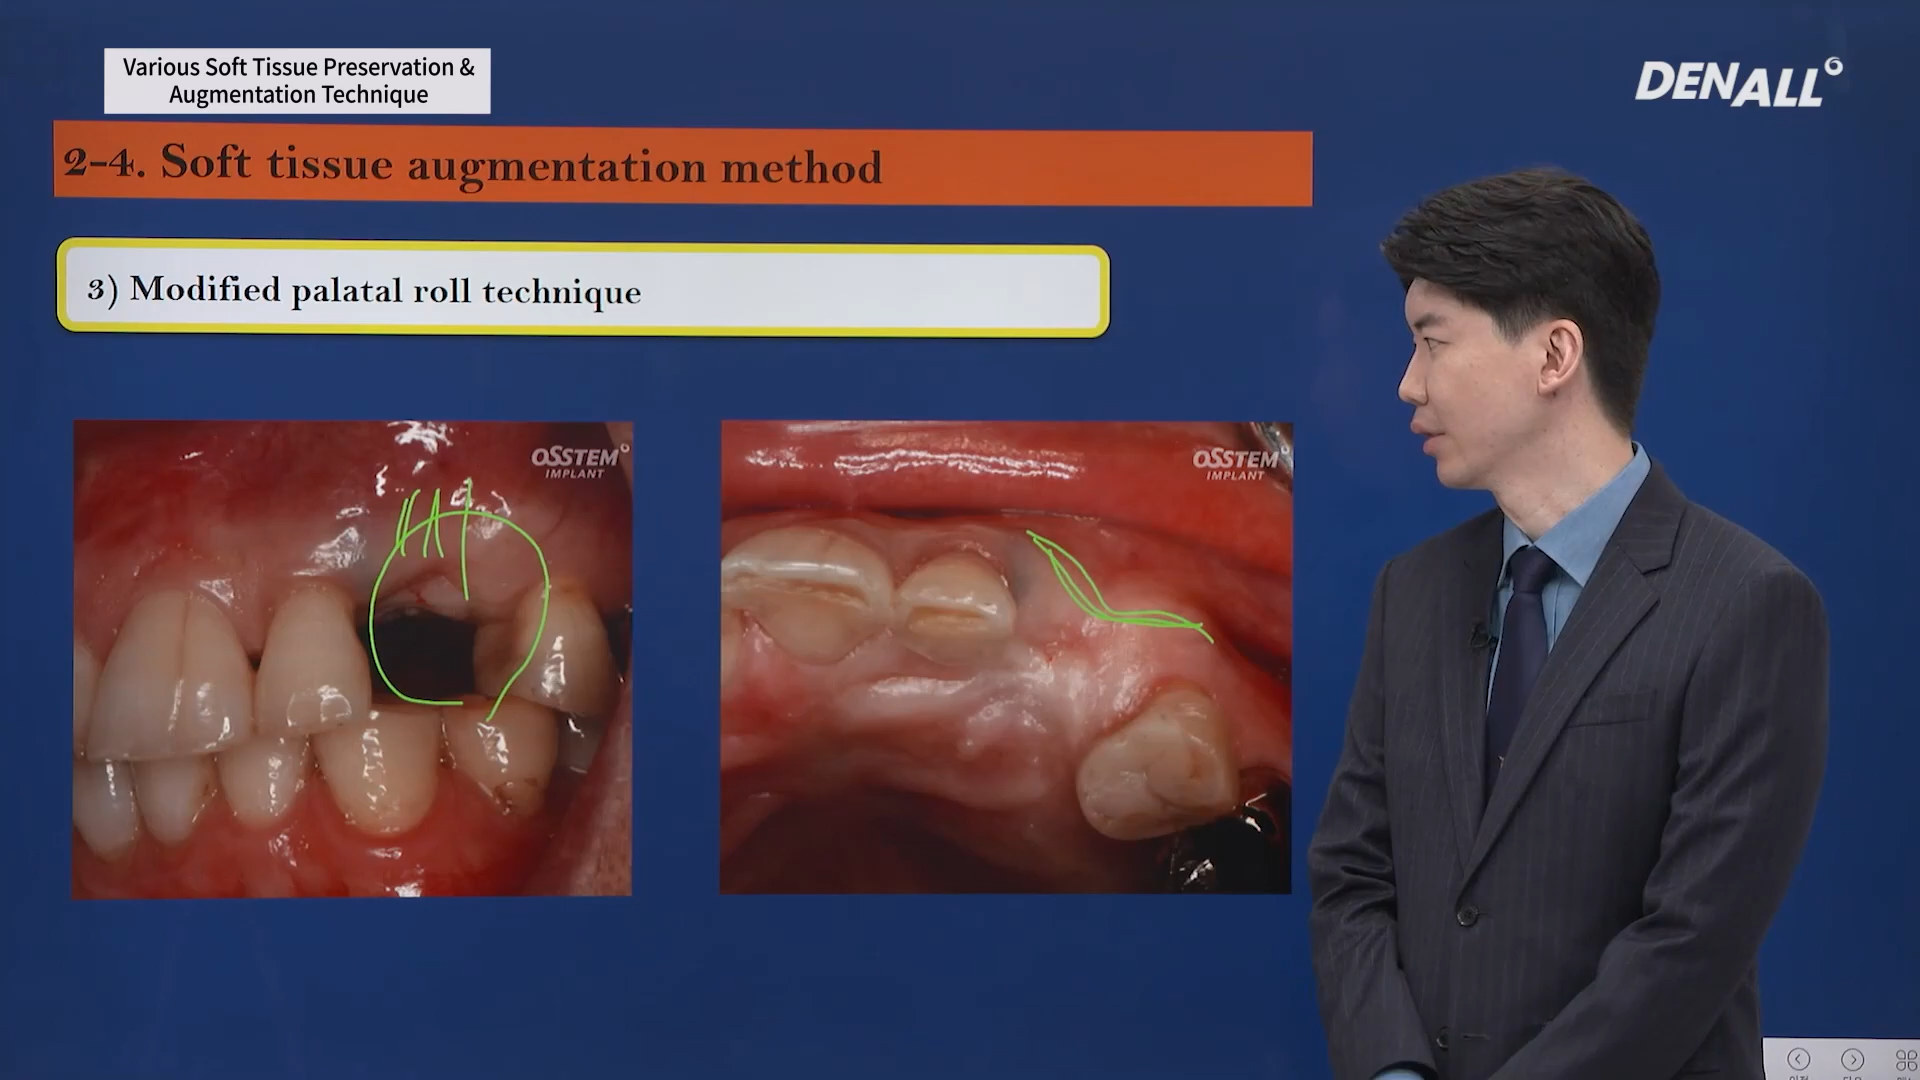 Various Soft Tissue Preservation &
Augmentation Technique
DENALL
2-4. Soft tissue augmentation method
3) Modified palatal roll technique
OSSTEM
IMPLANT
OSSTEM
IMPLANT